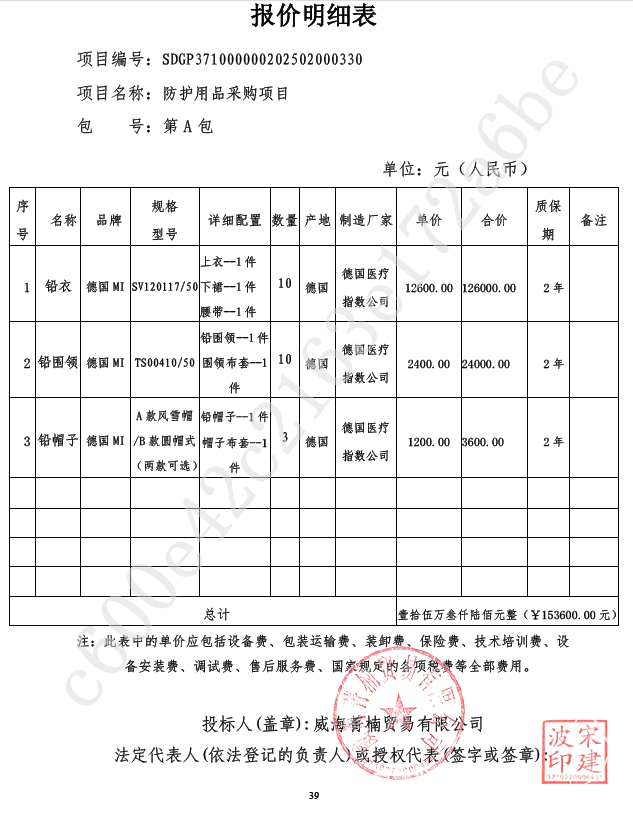 报价明细表
项目编号：SDGP371000000202502000330
项目名称：防护用品采购项目
包 号：第 A 包
单位：元（人民币）
序号 名称 品牌 规格型号 详细配置 数量 产地 制造厂家 单价 合价 质保期 备注
1 铅衣 德国 MI SV120117/50 上衣--1 件 下裙--1 件 腰带--1 件 10 德国 德国医疗指数公司 12600.00 126000.00 2 年
2 铅围领 德国 MI TS00410/50 铅围领--1 件 围领布套--1 件 10 德国 德国医疗指数公司 2400.00 24000.00 2 年
3 铅帽子 德国 MI A 款风雪帽/B 款圆帽式（两款可选） 铅帽子--1 件 帽子布套--1 件 3 德国 德国医疗指数公司 1200.00 3600.00 2 年
总计 壹拾伍万叁仟陆佰元整（￥153600.00 元）
注：此表中的单价应包括设备费、包装运输费、装卸费、保险费、技术培训费、设
备安装费、调试费、售后服务费、国家规定的各项税费等全部费用。
投标人(盖章)：威海青楠贸易有限公司
法定代表人(依法登记的负责人)或授权代表(签字或签章)：
宋建波印
39
c600e42c2163e172a6be